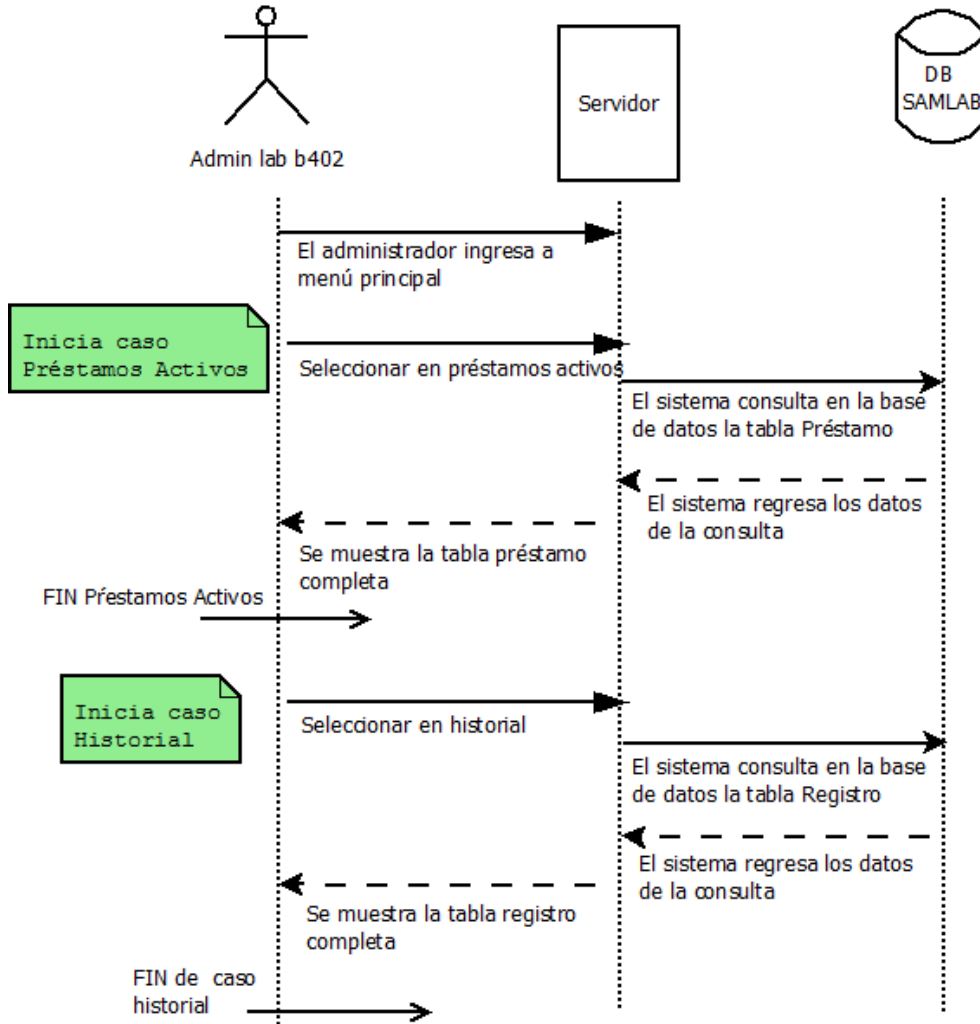 Admin lab b402
Servidor
DB
SAMLAB
El administrador ingresa a
menú principal
Inicia caso
Préstamos Activos
Seleccionar en préstamos activos
El sistema consulta en la base
de datos la tabla Préstamo
El sistema regresa los datos
de la consulta
Se muestra la tabla préstamo
completa
FIN Pŕestamos Activos
Inicia caso
Historial
Seleccionar en historial
El sistema consulta en la base
de datos la tabla Registro
El sistema regresa los datos
de la consulta
Se muestra la tabla registro
completa
FIN de caso
historial